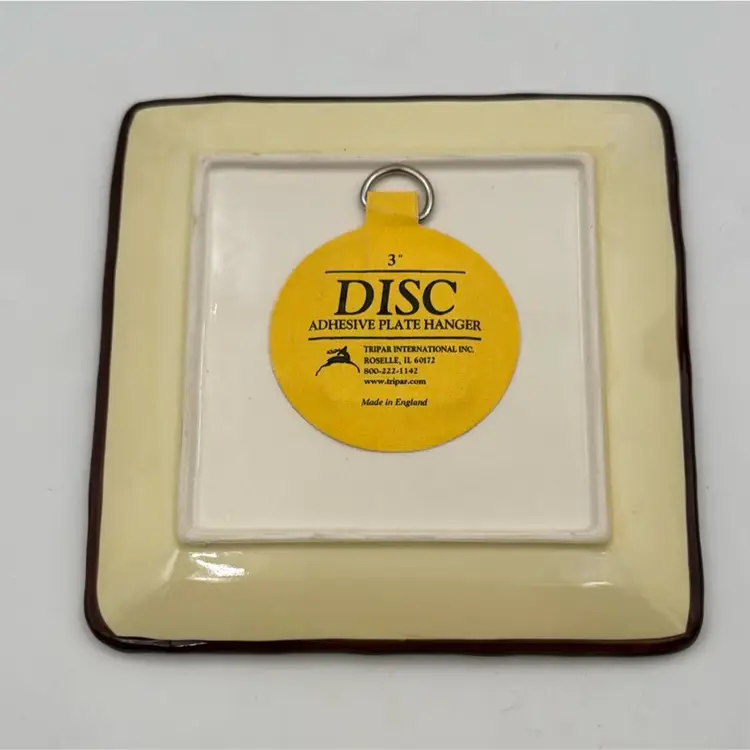 3"
DISC
ADHESIVE PLATE HANGER
TRIPAR INTERNATIONAL INC.
ROSELLE, IL 60172
800-222-1142
www.tripar.com
Made in England